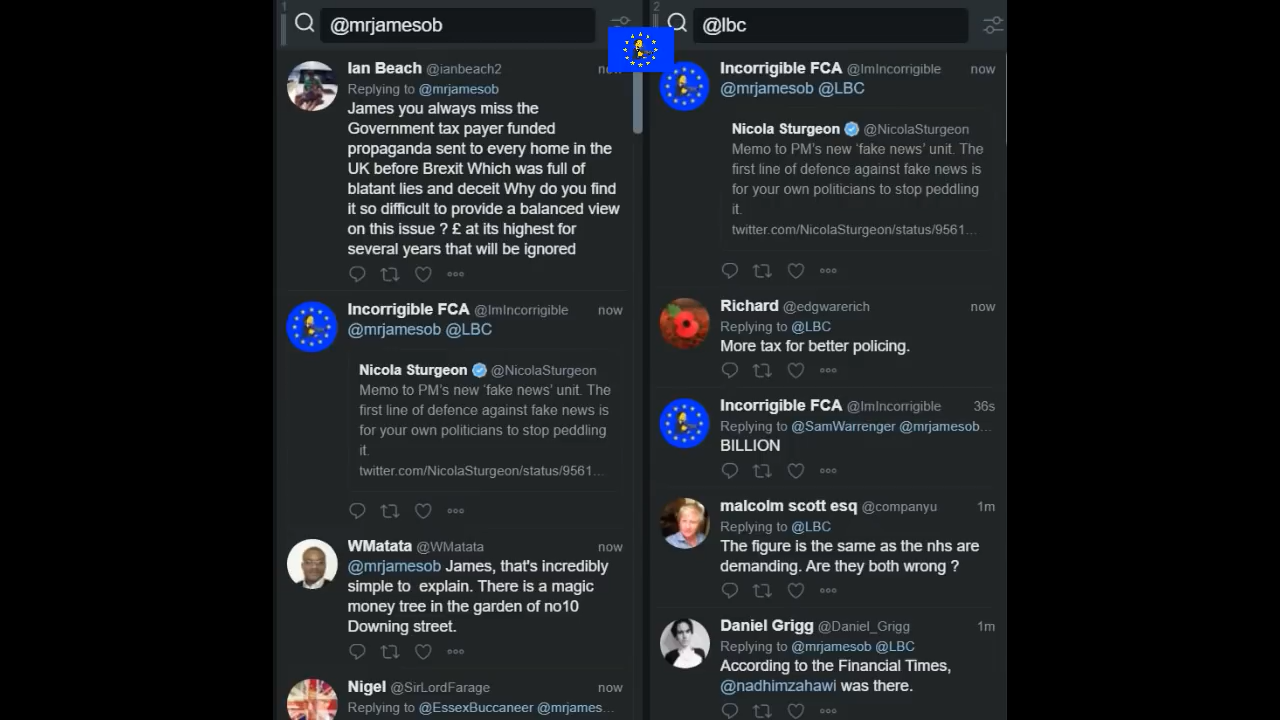 1
@mrjamesob
Ian Beach @ianbeach2 now
Replying to @mrjamesob
James you always miss the
Government tax payer funded
propaganda sent to every home in the
UK before Brexit Which was full of
blatant lies and deceit Why do you find
it so difficult to provide a balanced view
on this issue ? £ at its highest for
several years that will be ignored
Incorrigible FCA @ImIncorrigible now
@mrjamesob @LBC
Nicola Sturgeon @NicolaSturgeon
Memo to PM's new 'fake news' unit. The
first line of defence against fake news is
for your own politicians to stop peddling
it.
twitter.com/NicolaSturgeon/status/9561...
WMatata @WMatata now
@mrjamesob James, that's incredibly
simple to explain. There is a magic
money tree in the garden of no10
Downing street.
Nigel @SirLordFarage now
Replying to @EssexBuccaneer @mrjames...
2
@lbc
Incorrigible FCA @ImIncorrigible now
@mrjamesob @LBC
Nicola Sturgeon @NicolaSturgeon
Memo to PM's new 'fake news' unit. The
first line of defence against fake news is
for your own politicians to stop peddling
it.
twitter.com/NicolaSturgeon/status/9561...
Richard @edgwarerich now
Replying to @LBC
More tax for better policing.
Incorrigible FCA @ImIncorrigible 36s
Replying to @SamWarrenger @mrjamesob...
BILLION
malcolm scott esq @companyu 1m
Replying to @LBC
The figure is the same as the nhs are
demanding. Are they both wrong ?
Daniel Grigg @Daniel_Grigg 1m
Replying to @mrjamesob @LBC
According to the Financial Times,
@nadhimzahawi was there.